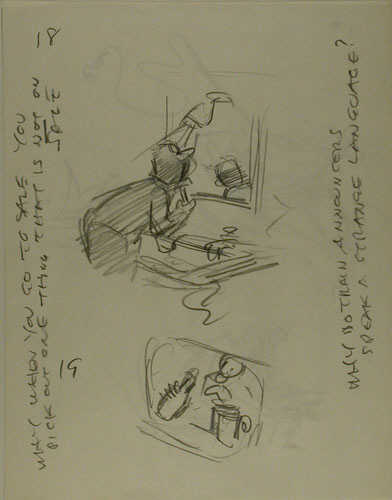 18
WHY WHEN YOU GO TO SALE YOU
PICK OUT ONE THING THAT IS NOT ON
SALE
19
WHY DO TRAIN ANNOUNCERS
SPEAK A STRANGE LANGUAGE?